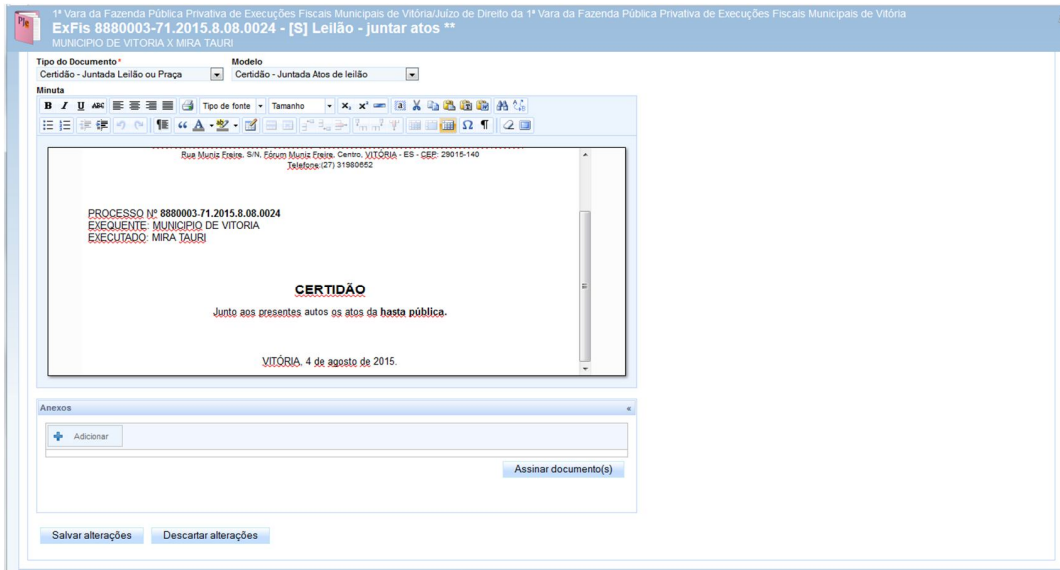 PJe
1ª Vara da Fazenda Pública Privativa de Execuções Fiscais Municipais de Vitória/Juízo de Direito da 1ª Vara da Fazenda Pública Privativa de Execuções Fiscais Municipais de Vitória
ExFis 8880003-71.2015.8.08.0024 - [S] Leilão - juntar atos **
MUNICIPIO DE VITORIA X MIRA TAURI
Tipo do Documento* Modelo
Certidão - Juntada Leilão ou Praça Certidão - Juntada Atos de leilão
Minuta
B I U ABC Tipo de fonte Tamanho
Rua Muniz Freire, S/N, Fórum Muniz Freire, Centro, VITÓRIA - ES - CEP: 29015-140
Telefone:(27) 31980652
PROCESSO Nº 8880003-71.2015.8.08.0024
EXEQUENTE: MUNICIPIO DE VITORIA
EXECUTADO: MIRA TAURI
CERTIDÃO
Junto aos presentes autos os atos da hasta pública.
VITÓRIA, 4 de agosto de 2015.
Anexos
Adicionar
Assinar documento(s)
Salvar alterações Descartar alterações